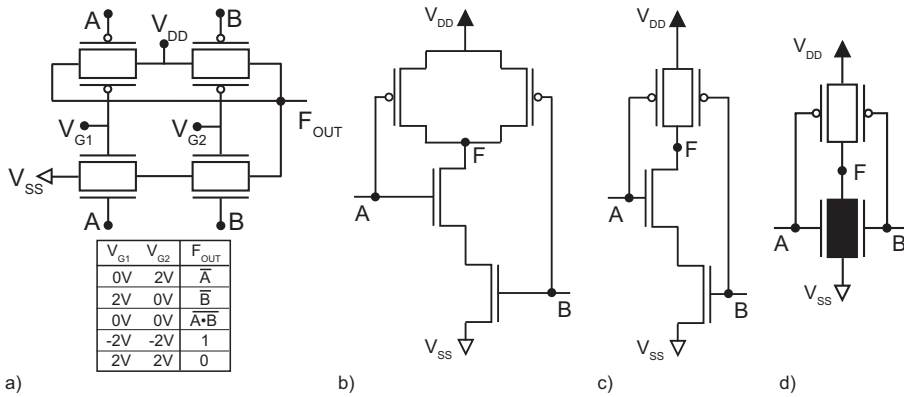 A
B
V_DD
V_G1
V_G2
F_OUT
V_SS
A
B
V_G1 V_G2 F_OUT
0V 2V A̅
2V 0V B̅
0V 0V A̅•̅B̅
-2V -2V 1
2V 2V 0
a)
V_DD
F
A
B
V_SS
b)
V_DD
F
A
B
V_SS
c)
V_DD
F
A
B
V_SS
d)